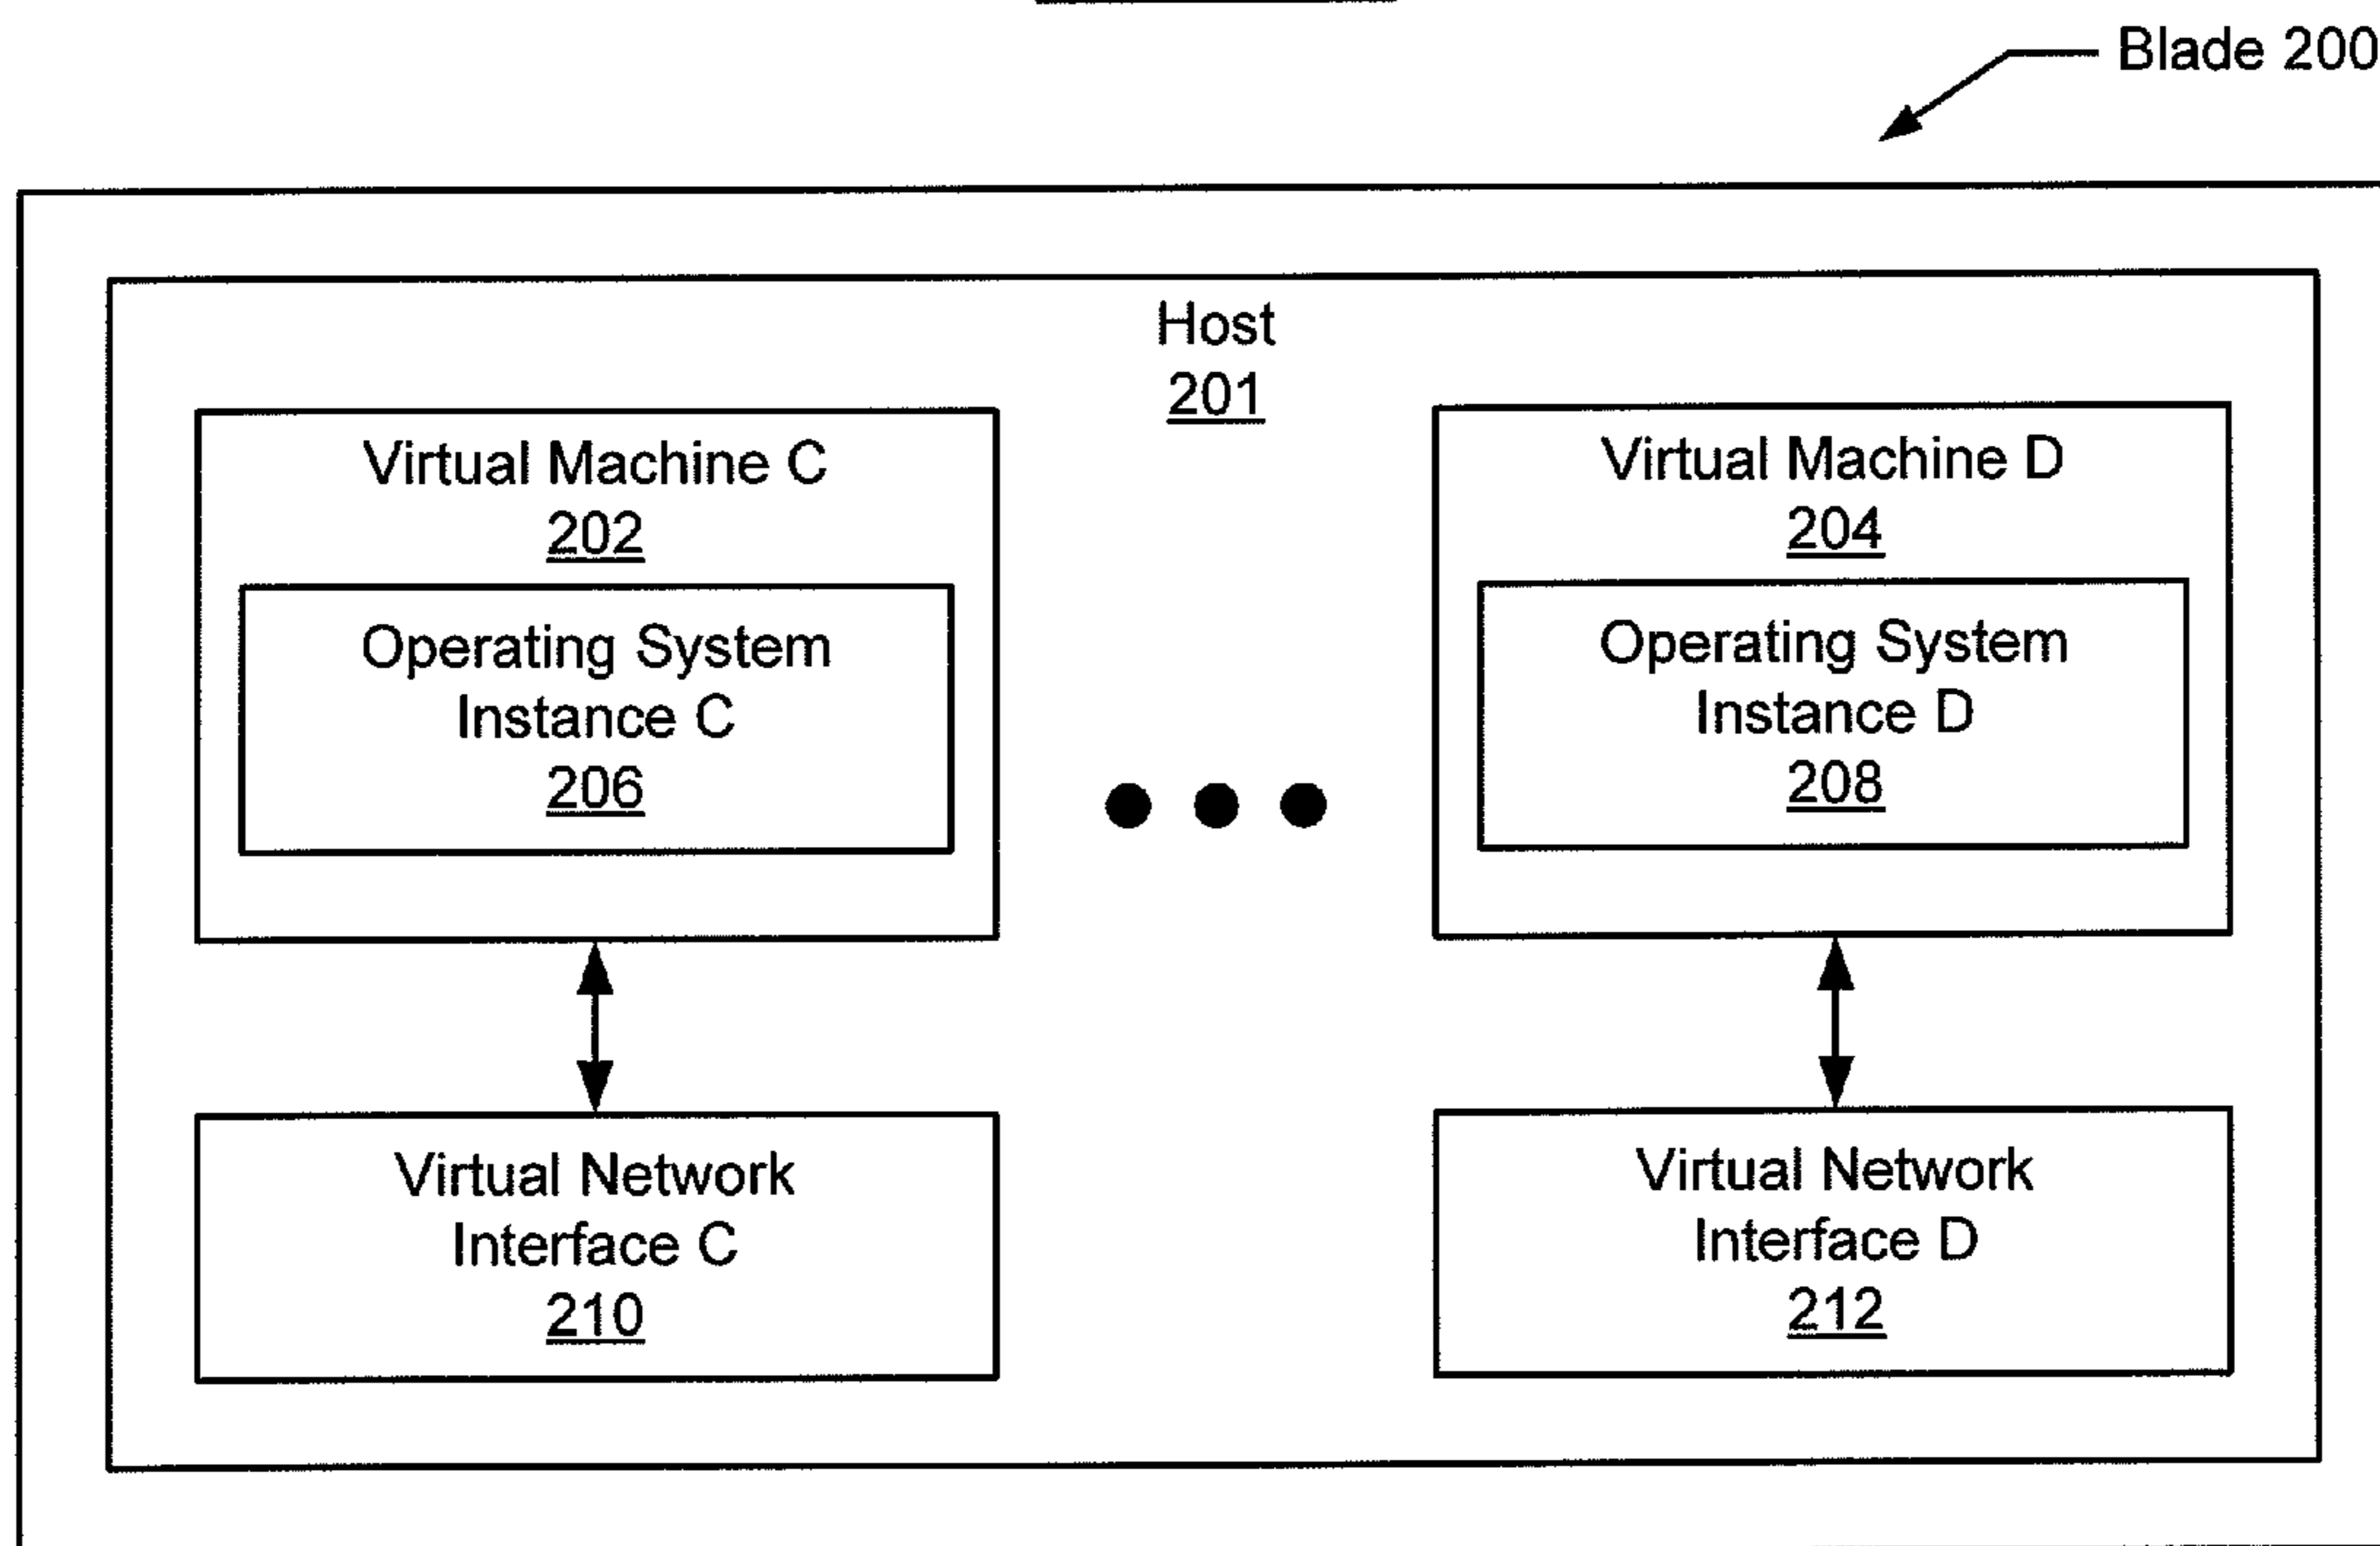 Blade 200
Host
201
Virtual Machine C
202
Operating System
Instance C
206
Virtual Machine D
204
Operating System
Instance D
208
Virtual Network
Interface C
210
Virtual Network
Interface D
212